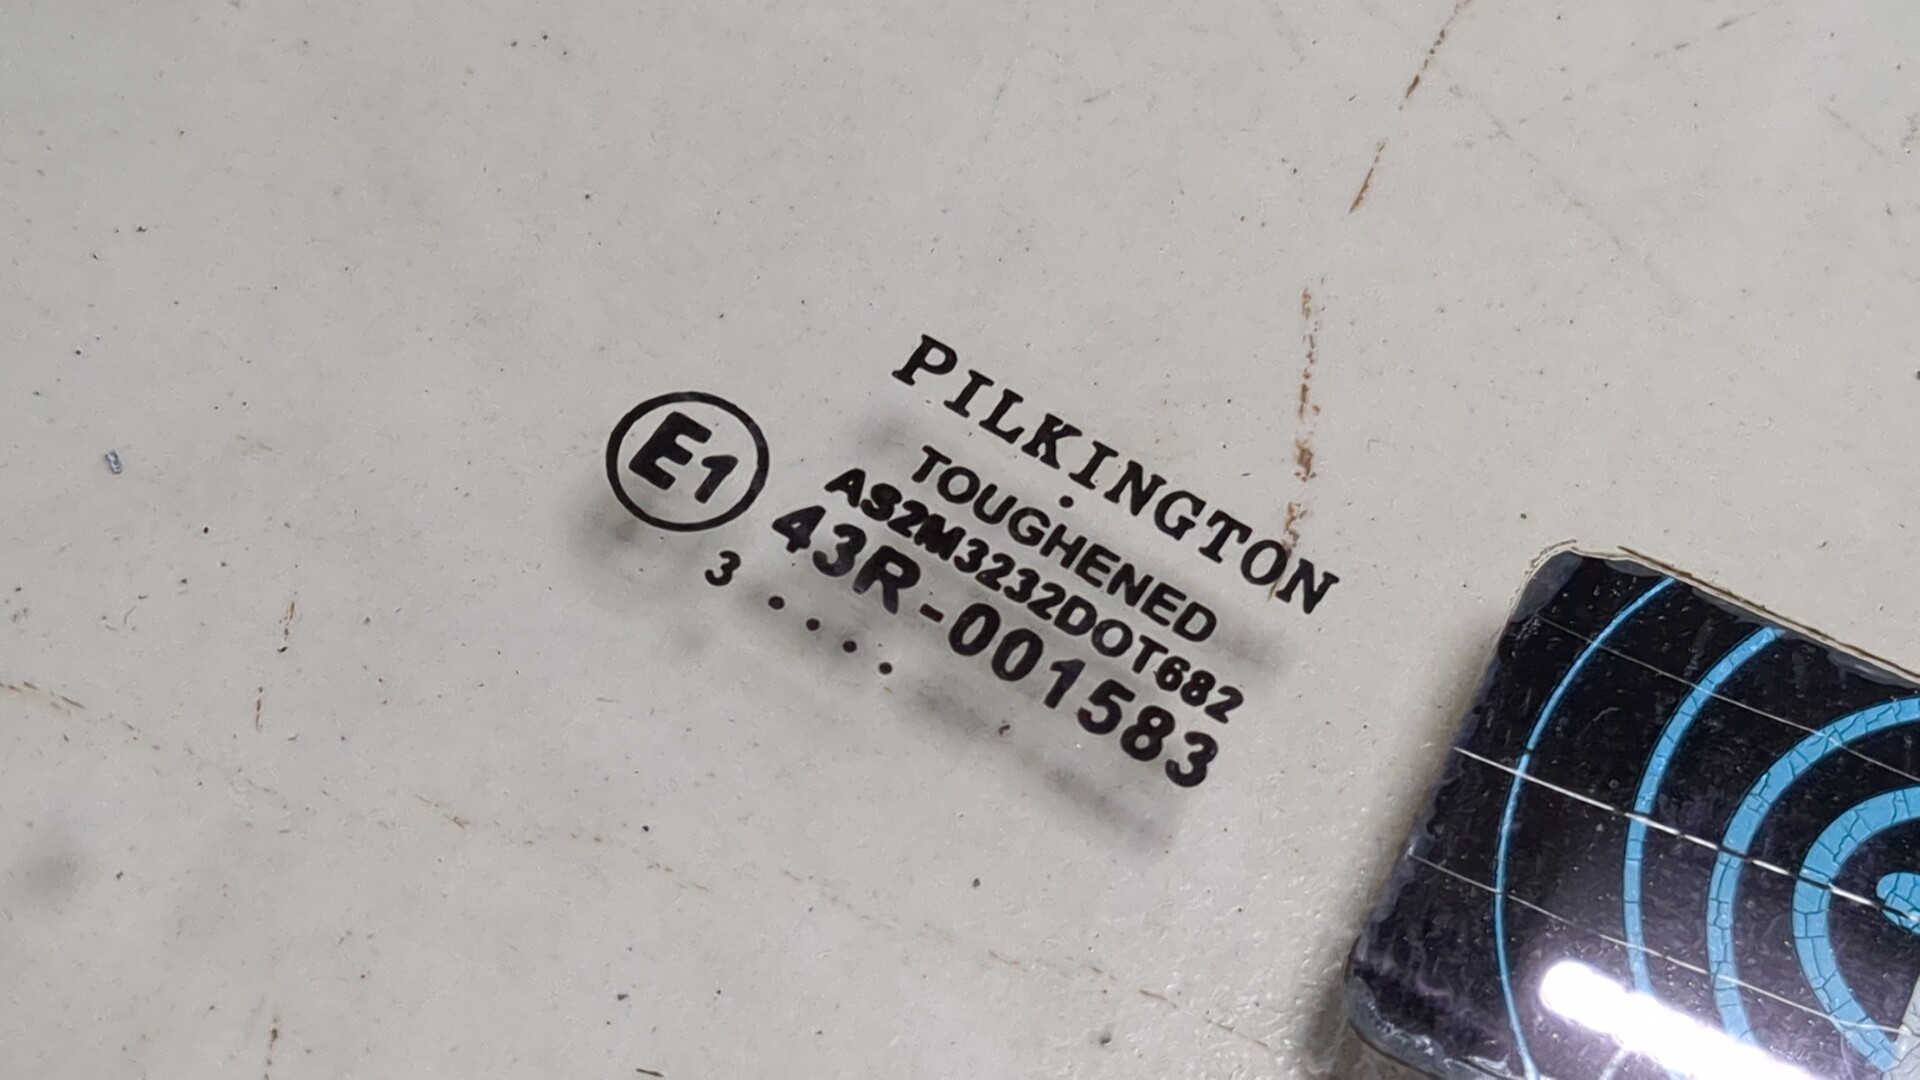 PILKINGTON
.
TOUGHENED
AS2M3232DOT682
E1 43R-001583
3 . . . .